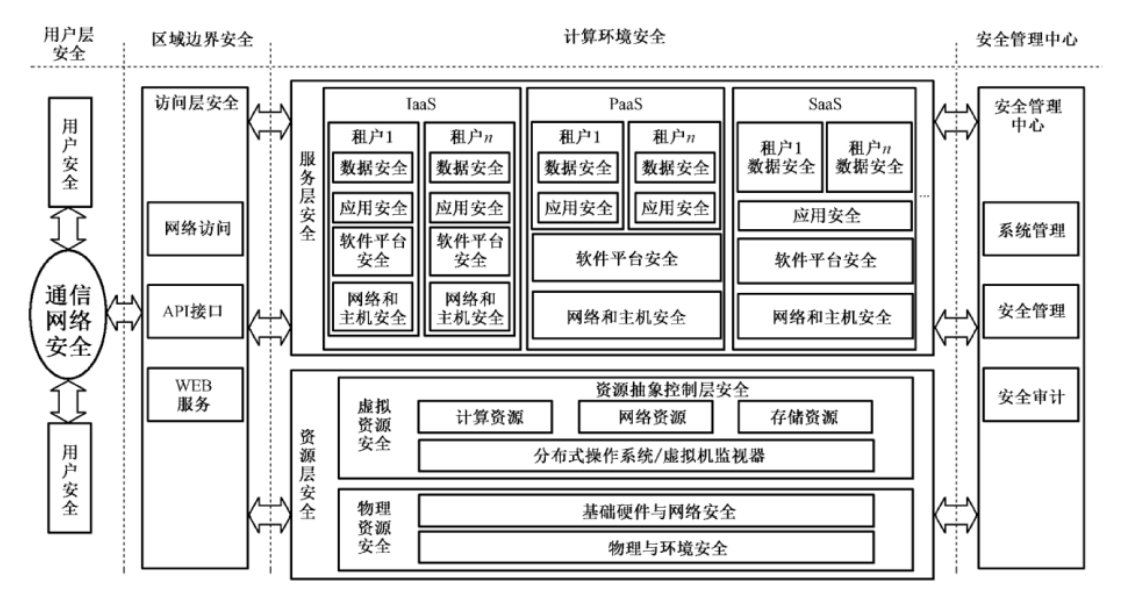 用户层
安全
区域边界安全
计算环境安全
安全管理中心
用户安全
通信
网络
安全
用户安全
访问层安全
网络访问
API接口
WEB
服务
服务层安全
IaaS
租户1
数据安全
应用安全
软件平台
安全
网络和
主机安全
租户n
数据安全
应用安全
软件平台
安全
网络和
主机安全
PaaS
租户1
数据安全
应用安全
租户n
数据安全
应用安全
软件平台安全
网络和主机安全
SaaS
租户1
数据安全
租户n
数据安全
应用安全
软件平台安全
网络和主机安全
...
资源层安全
虚拟
资源
安全
资源抽象控制层安全
计算资源
网络资源
存储资源
分布式操作系统/虚拟机监视器
物理
资源
安全
基础硬件与网络安全
物理与环境安全
安全管理
中心
系统管理
安全管理
安全审计